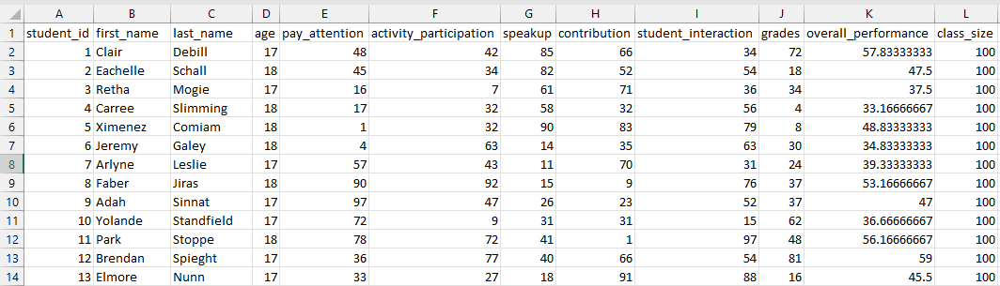 A B C D E F G H I J K L
1 student_id first_name last_name age pay_attention activity_participation speakup contribution student_interaction grades overall_performance class_size
2 1 Clair Debill 17 48 42 85 66 34 72 57.83333333 100
3 2 Eachelle Schall 18 45 34 82 52 54 18 47.5 100
4 3 Retha Mogie 17 16 7 61 71 36 34 37.5 100
5 4 Carree Slimming 18 17 32 58 32 56 4 33.16666667 100
6 5 Ximenez Comiam 18 1 32 90 83 79 8 48.83333333 100
7 6 Jeremy Galey 18 4 63 14 35 63 30 34.83333333 100
8 7 Arlyne Leslie 17 57 43 11 70 31 24 39.33333333 100
9 8 Faber Jiras 18 90 92 15 9 76 37 53.16666667 100
10 9 Adah Sinnat 17 97 47 26 23 52 37 47 100
11 10 Yolande Standfield 17 72 9 31 31 15 62 36.66666667 100
12 11 Park Stoppe 18 78 72 41 1 97 48 56.16666667 100
13 12 Brendan Spieght 17 36 77 40 66 54 81 59 100
14 13 Elmore Nunn 17 33 27 18 91 88 16 45.5 100